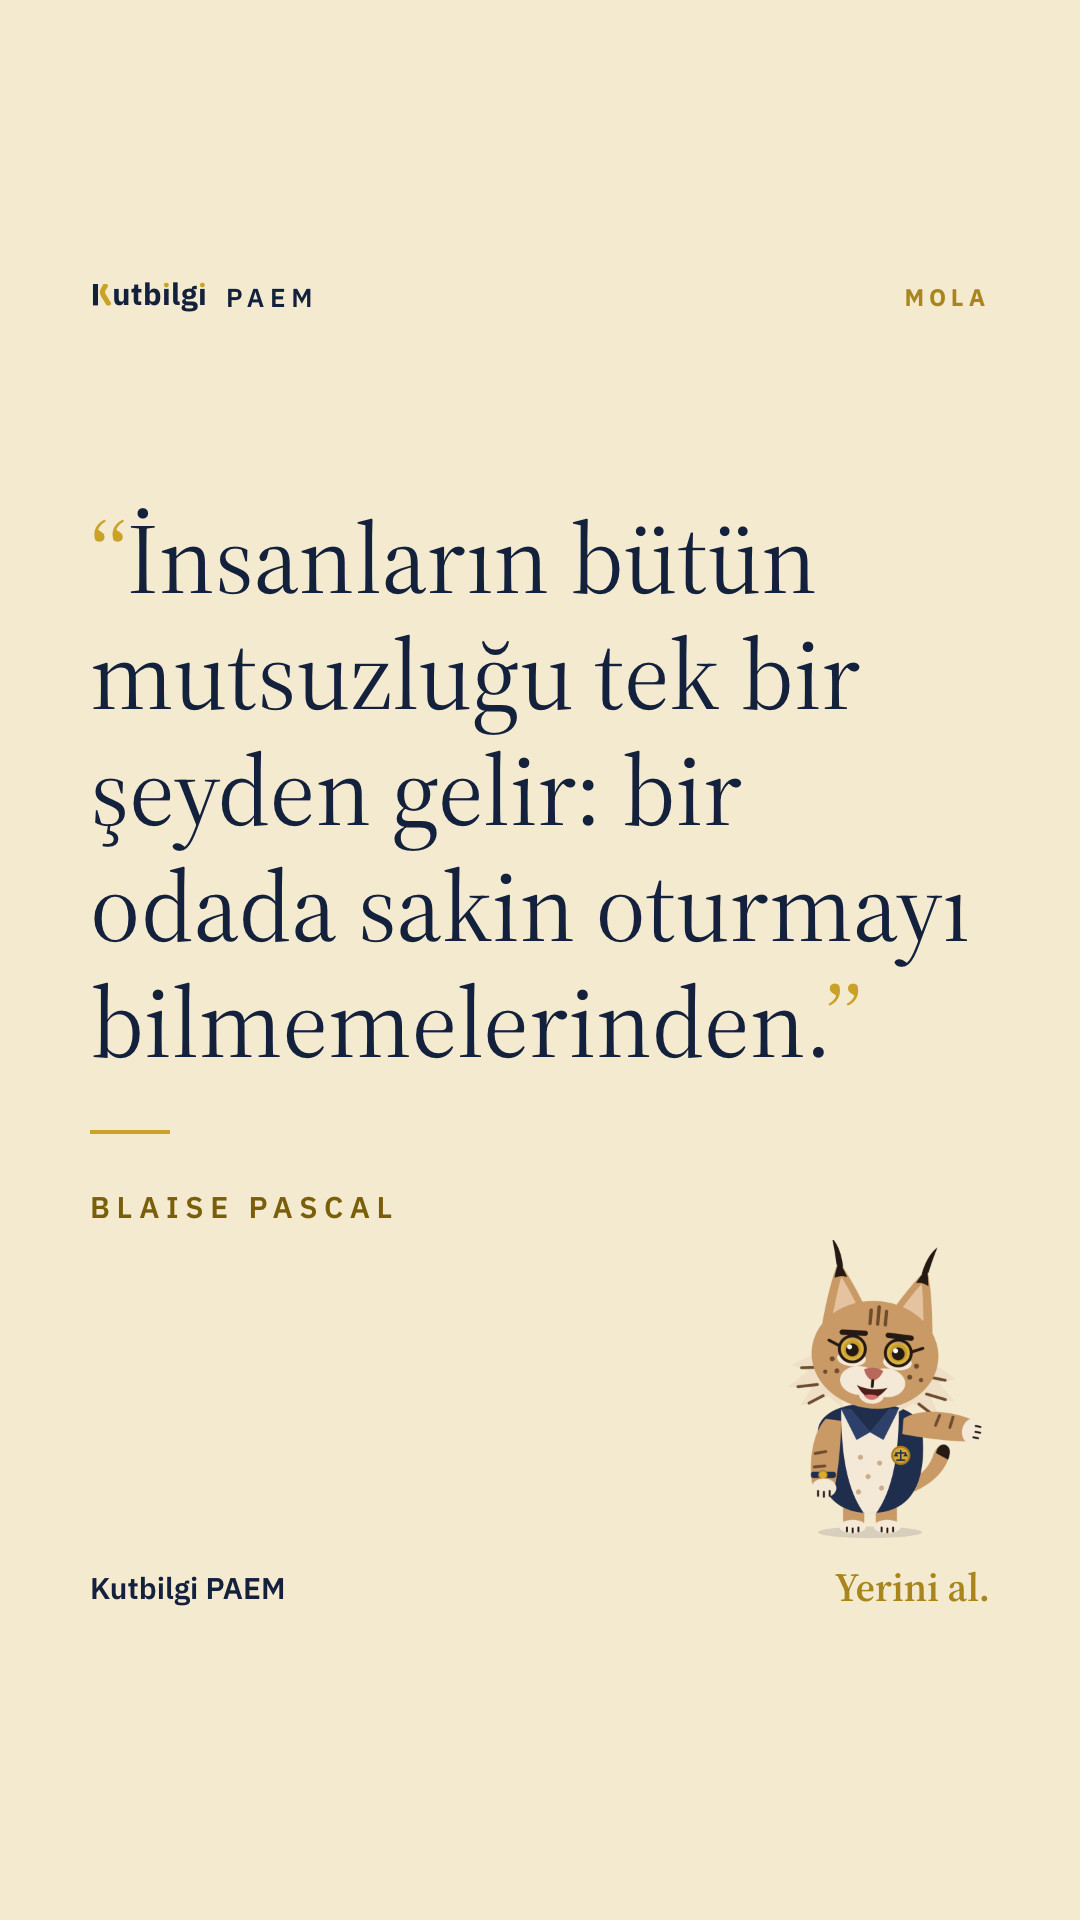 Kutbilgi PAEM
MOLA
“İnsanların bütün
mutsuzluğu tek bir
şeyden gelir: bir
odada sakin oturmayı
bilmemelerinden.”
BLAISE PASCAL
Kutbilgi PAEM
Yerini al.